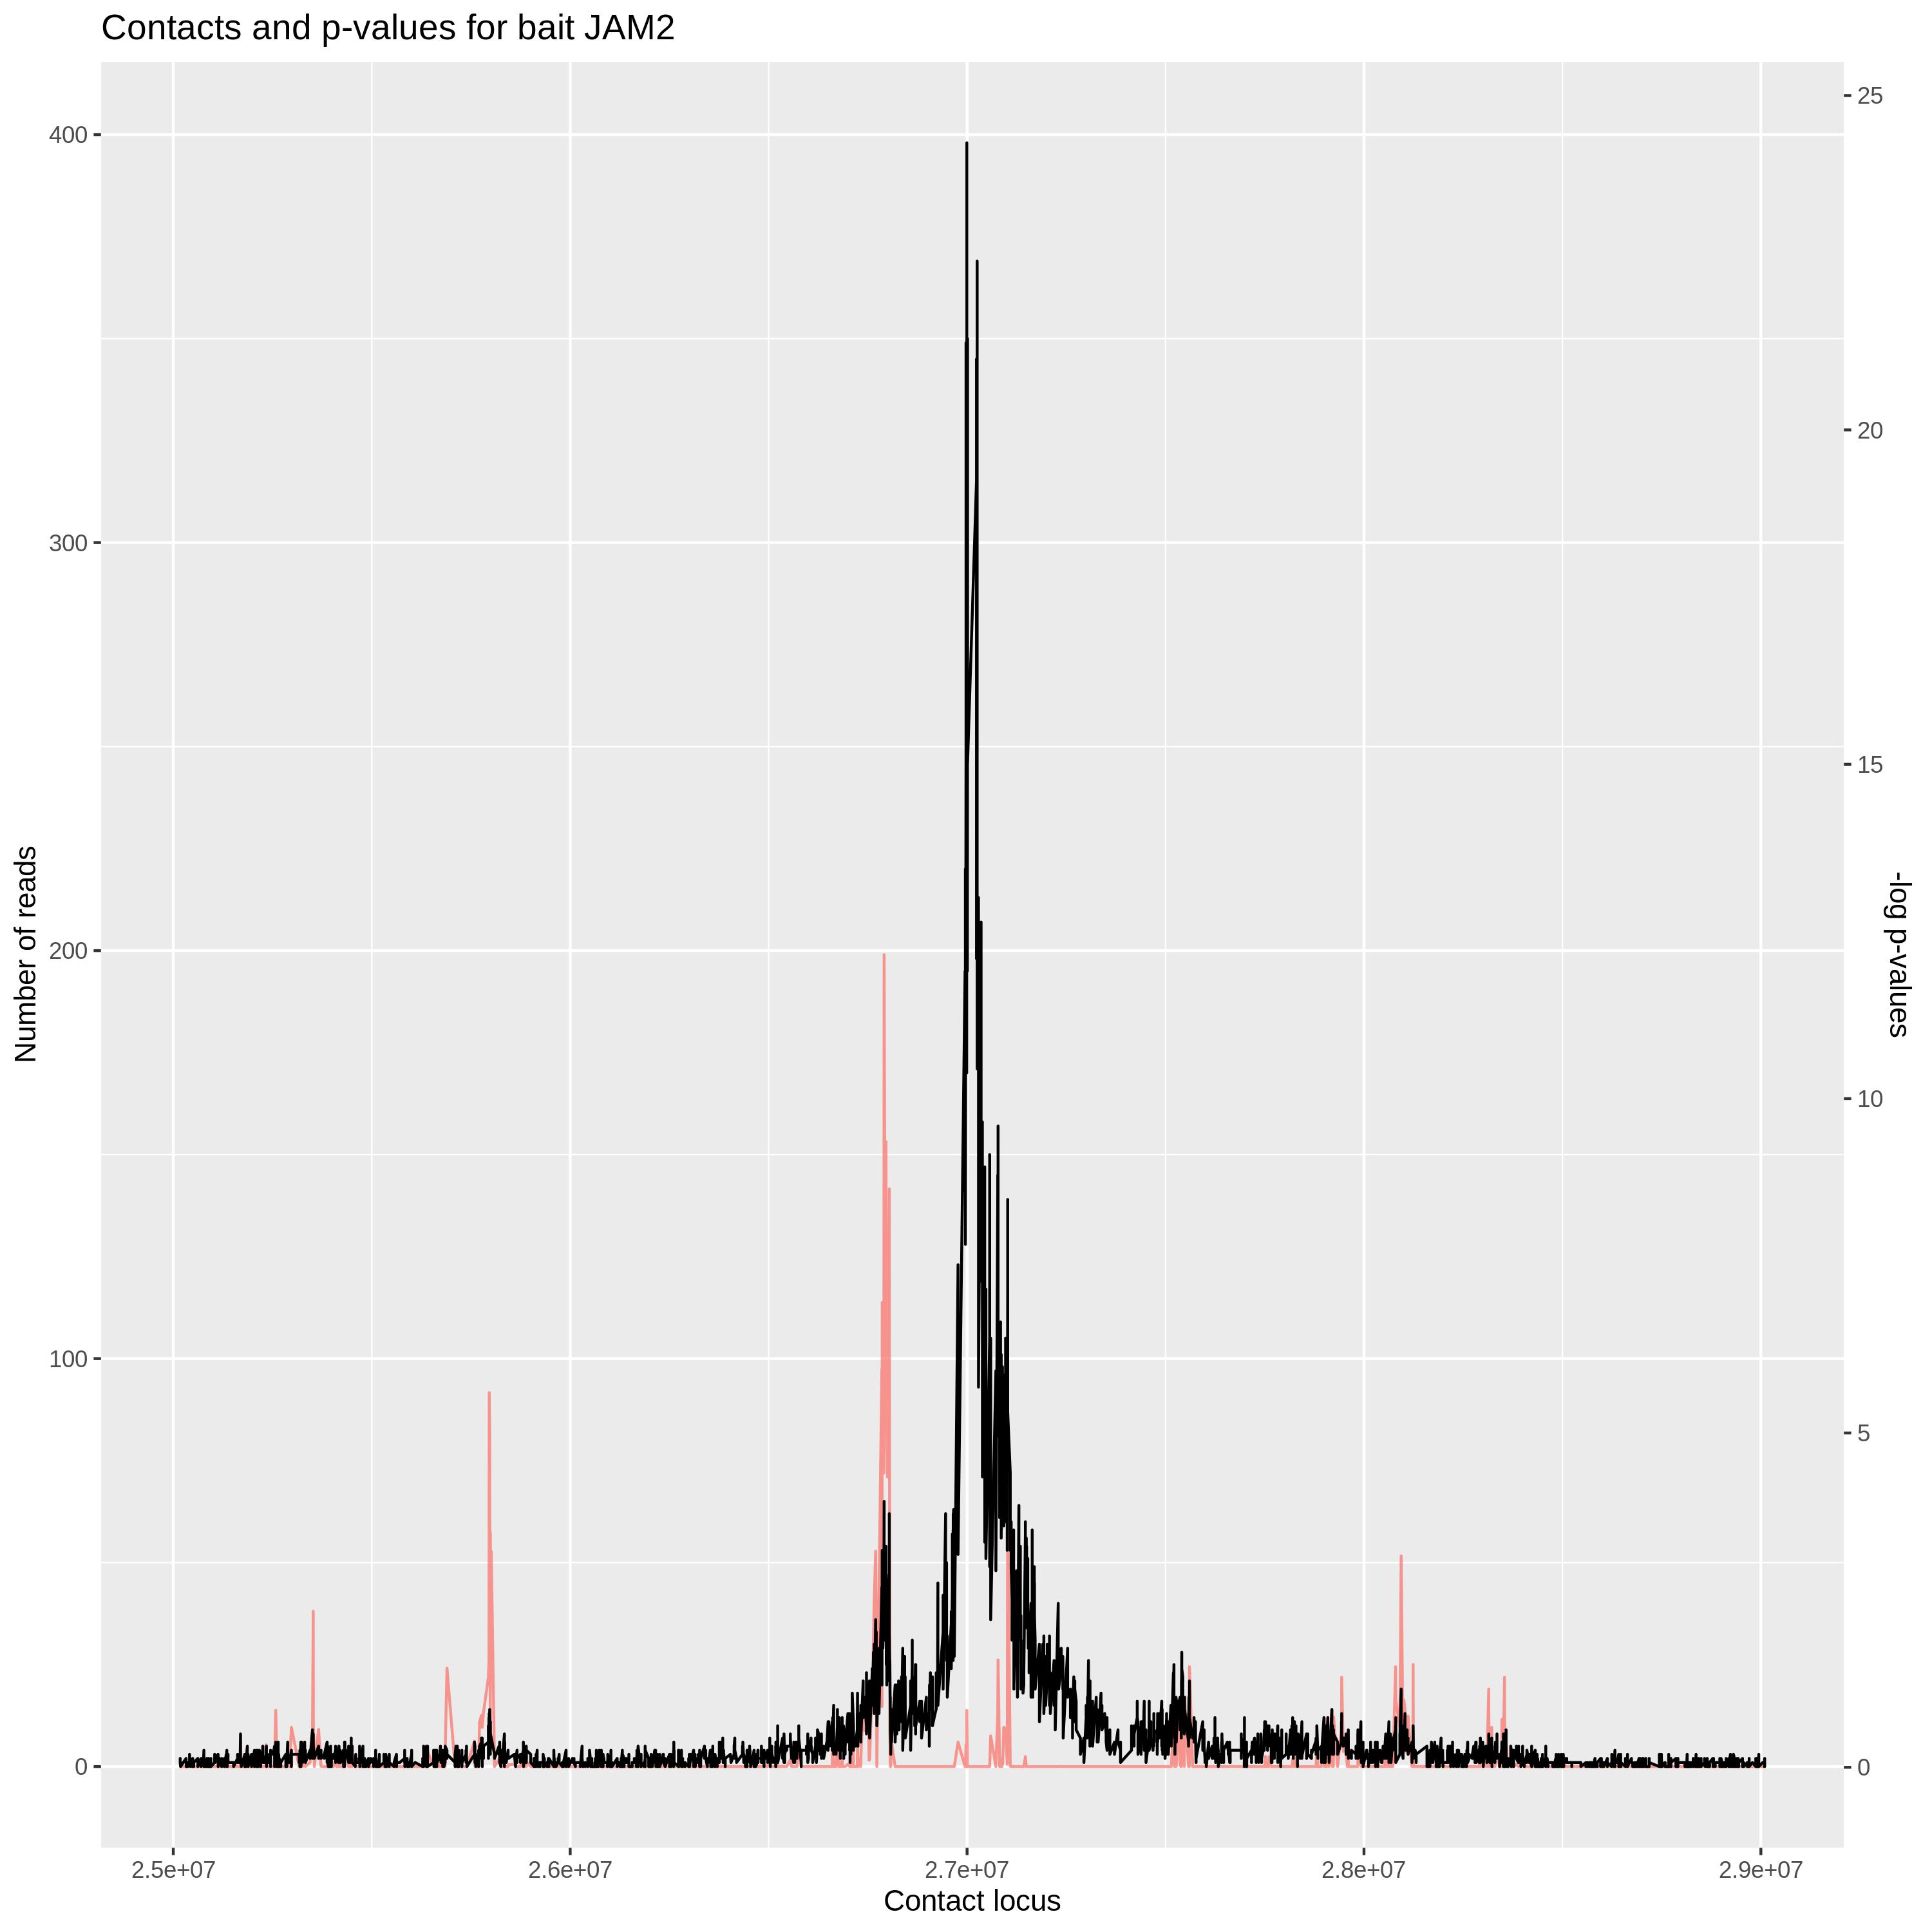 Contacts and p-values for bait JAM2
400
300
200
100
0
Number of reads
25
20
15
10
5
0
-log p-values
2.5e+07 2.6e+07 2.7e+07 2.8e+07 2.9e+07
Contact locus